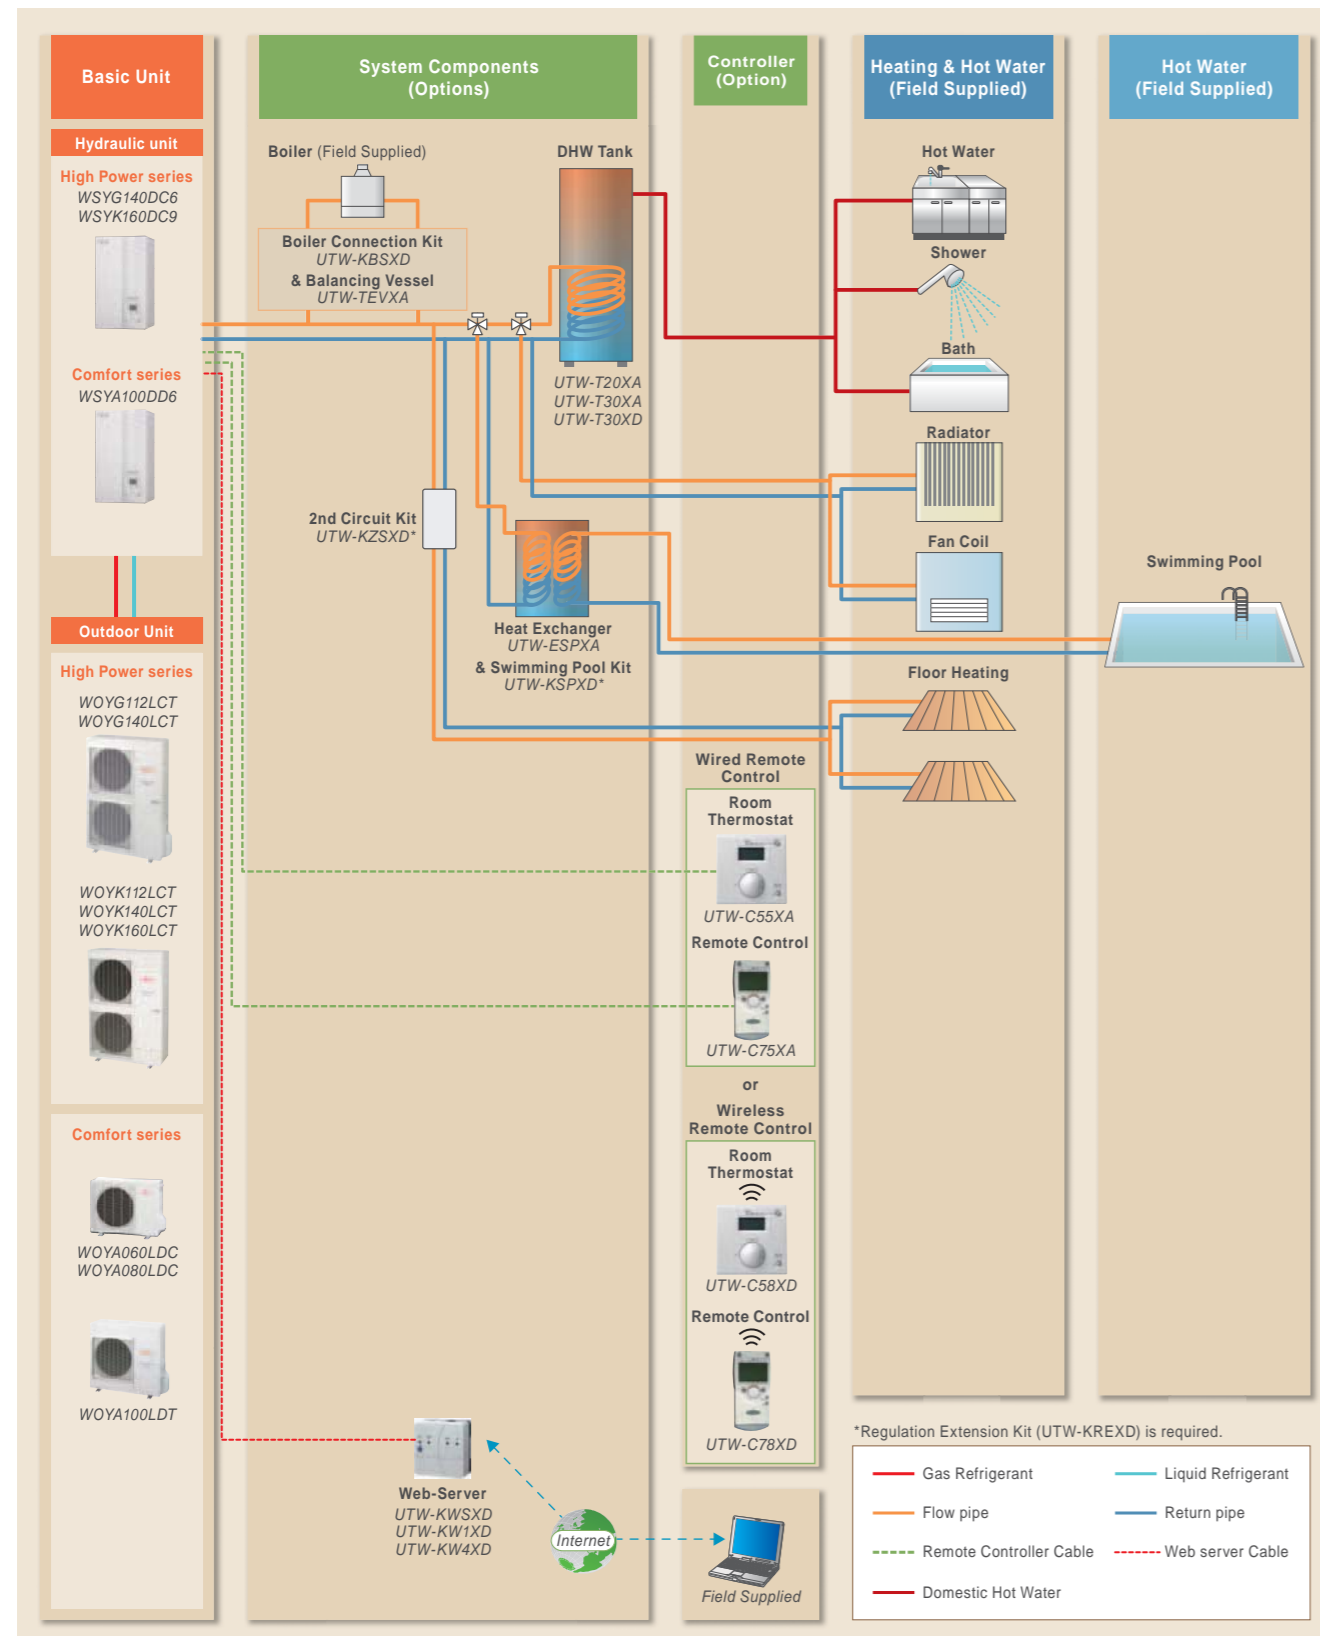 Basic Unit
System Components
(Options)
Controller
(Option)
Heating & Hot Water
(Field Supplied)
Hot Water
(Field Supplied)
Hydraulic unit
High Power series
WSYG140DC6
WSYK160DC9
Comfort series
WSYA100DD6
Outdoor Unit
High Power series
WOYG112LCT
WOYG140LCT
WOYK112LCT
WOYK140LCT
WOYK160LCT
Comfort series
WOYA060LDC
WOYA080LDC
WOYA100LDT
Boiler (Field Supplied)
Boiler Connection Kit
UTW-KBSXD
& Balancing Vessel
UTW-TEVXA
DHW Tank
UTW-T20XA
UTW-T30XA
UTW-T30XD
2nd Circuit Kit
UTW-KZSXD*
Heat Exchanger
UTW-ESPXA
& Swimming Pool Kit
UTW-KSPXD*
Web-Server
UTW-KWSXD
UTW-KW1XD
UTW-KW4XD
Internet
Wired Remote
Control
Room
Thermostat
UTW-C55XA
Remote Control
UTW-C75XA
or
Wireless
Remote Control
Room
Thermostat
UTW-C58XD
Remote Control
UTW-C78XD
Field Supplied
Hot Water
Shower
Bath
Radiator
Fan Coil
Floor Heating
Swimming Pool
*Regulation Extension Kit (UTW-KREXD) is required.
Gas Refrigerant
Liquid Refrigerant
Flow pipe
Return pipe
Remote Controller Cable
Web server Cable
Domestic Hot Water